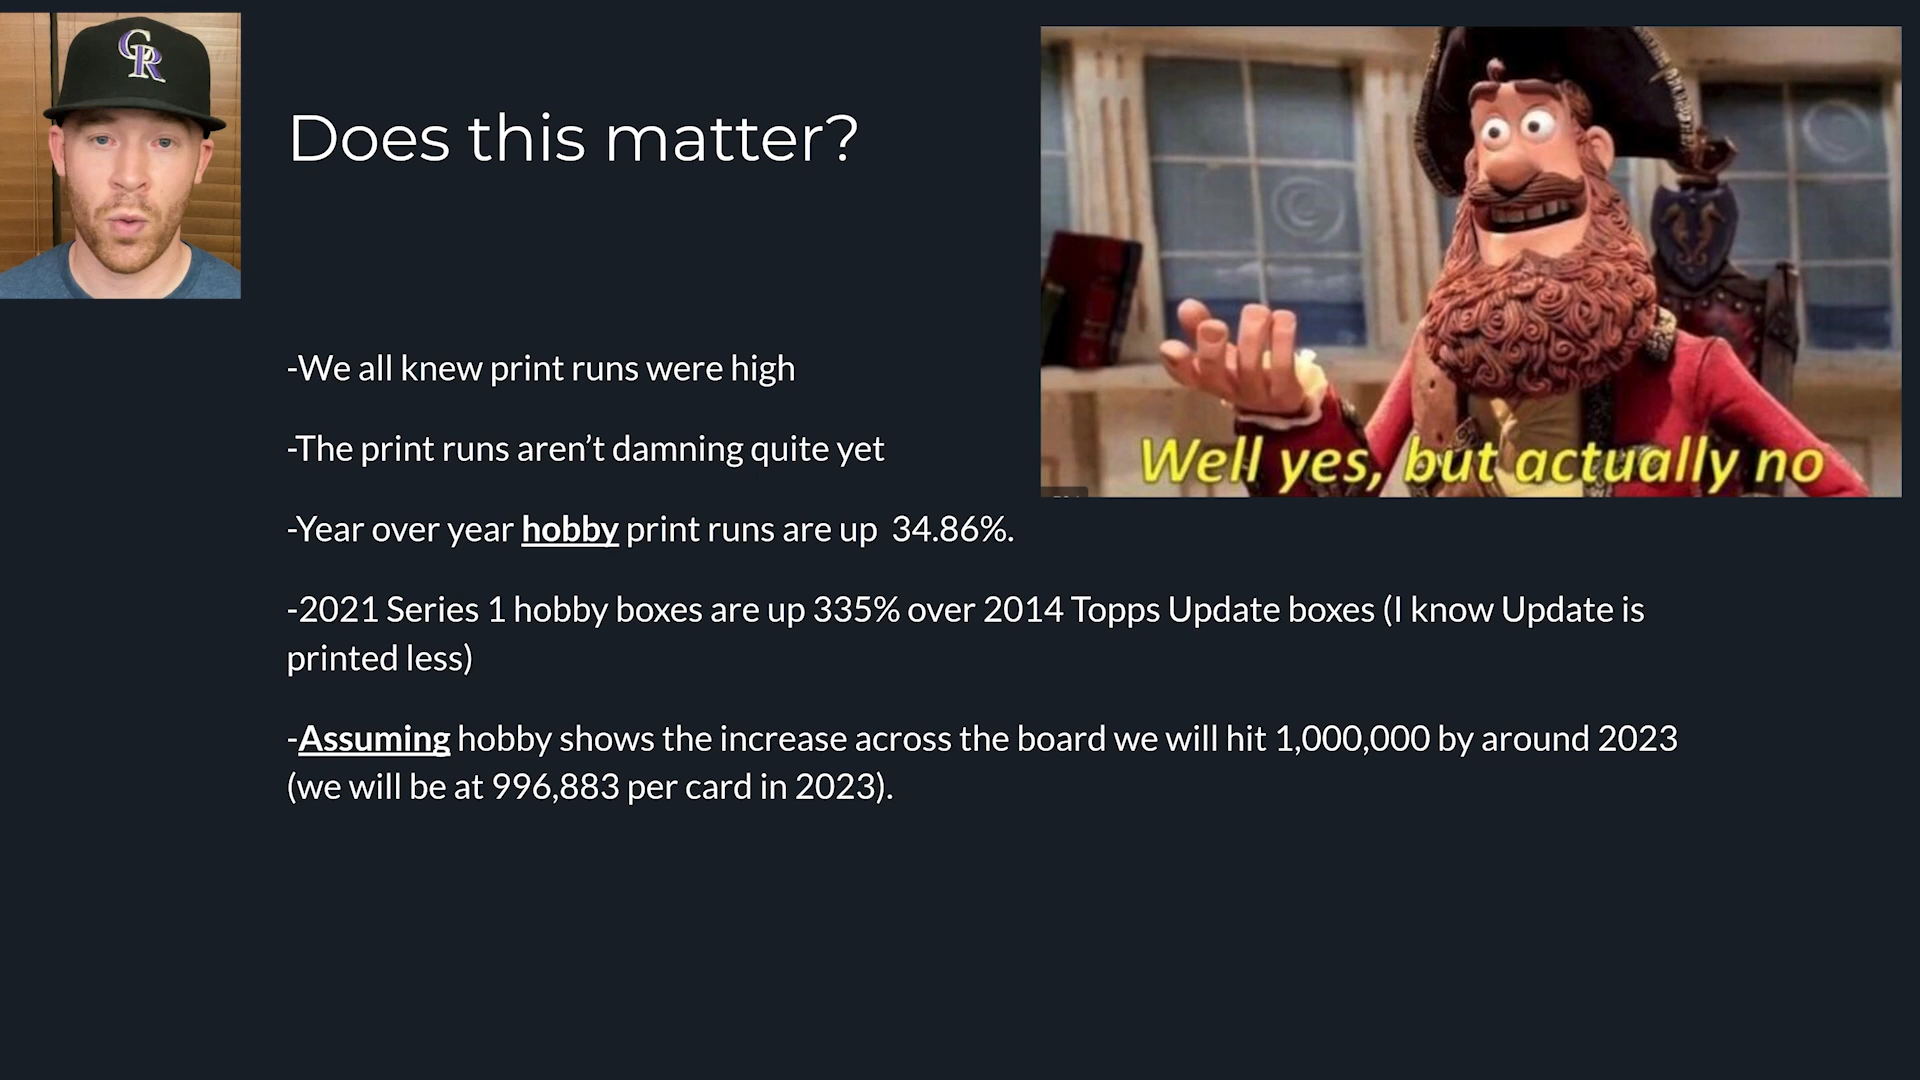 CR
Does this matter?
Well yes, but actually no
-We all knew print runs were high
-The print runs aren’t damning quite yet
-Year over year hobby print runs are up  34.86%.
-2021 Series 1 hobby boxes are up 335% over 2014 Topps Update boxes (I know Update is
printed less)
-Assuming hobby shows the increase across the board we will hit 1,000,000 by around 2023
(we will be at 996,883 per card in 2023).